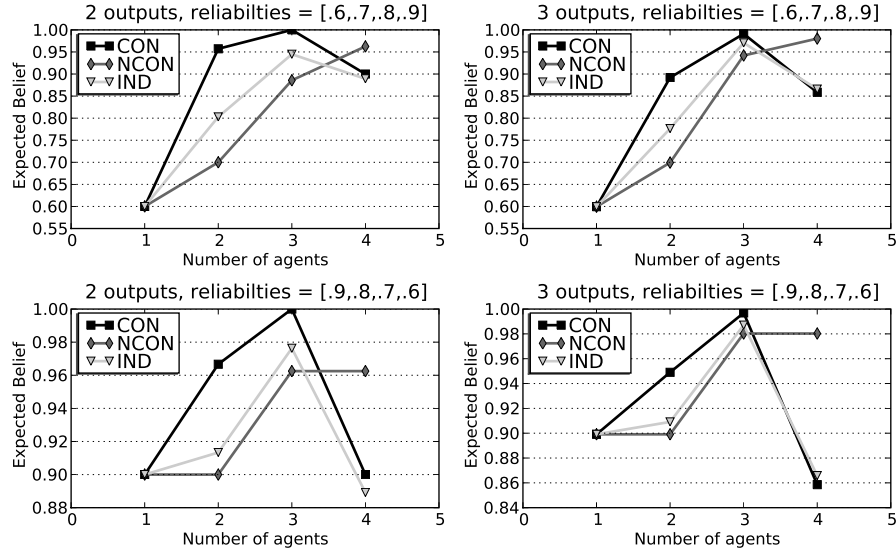 2 outputs, reliabilties = [.6,.7,.8,.9]
1.00
0.95
0.90
0.85
0.80
0.75
0.70
0.65
0.60
0.55
Expected Belief
CON
NCON
IND
0 1 2 3 4 5
Number of agents
3 outputs, reliabilties = [.6,.7,.8,.9]
1.00
0.95
0.90
0.85
0.80
0.75
0.70
0.65
0.60
0.55
Expected Belief
CON
NCON
IND
0 1 2 3 4 5
Number of agents
2 outputs, reliabilties = [.9,.8,.7,.6]
1.00
0.98
0.96
0.94
0.92
0.90
0.88
Expected Belief
CON
NCON
IND
0 1 2 3 4 5
Number of agents
3 outputs, reliabilties = [.9,.8,.7,.6]
1.00
0.98
0.96
0.94
0.92
0.90
0.88
0.86
0.84
Expected Belief
CON
NCON
IND
0 1 2 3 4 5
Number of agents